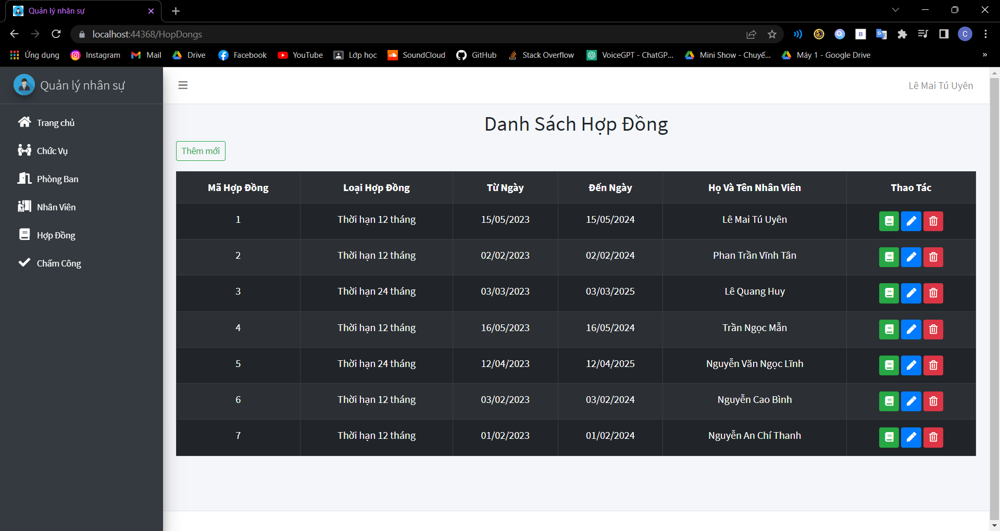 Quản lý nhân sự
localhost:44368/HopDongs
C
Ứng dụng Instagram Mail Drive Facebook YouTube Lớp học SoundCloud GitHub Stack Overflow VoiceGPT - ChatGP... Mini Show - Chuyế... Máy 1 - Google Drive »
Quản lý nhân sự
Lê Mai Tú Uyên
Trang chủ
Chức Vụ
Phòng Ban
Nhân Viên
Hợp Đồng
Chấm Công
Danh Sách Hợp Đồng
Thêm mới
Mã Hợp Đồng Loại Hợp Đồng Từ Ngày Đến Ngày Họ Và Tên Nhân Viên Thao Tác
1 Thời hạn 12 tháng 15/05/2023 15/05/2024 Lê Mai Tú Uyên
2 Thời hạn 12 tháng 02/02/2023 02/02/2024 Phan Trần Vĩnh Tân
3 Thời hạn 24 tháng 03/03/2023 03/03/2025 Lê Quang Huy
4 Thời hạn 12 tháng 16/05/2023 16/05/2024 Trần Ngọc Mẫn
5 Thời hạn 24 tháng 12/04/2023 12/04/2025 Nguyễn Văn Ngọc Lĩnh
6 Thời hạn 12 tháng 03/02/2023 03/02/2024 Nguyễn Cao Bình
7 Thời hạn 12 tháng 01/02/2023 01/02/2024 Nguyễn An Chí Thanh